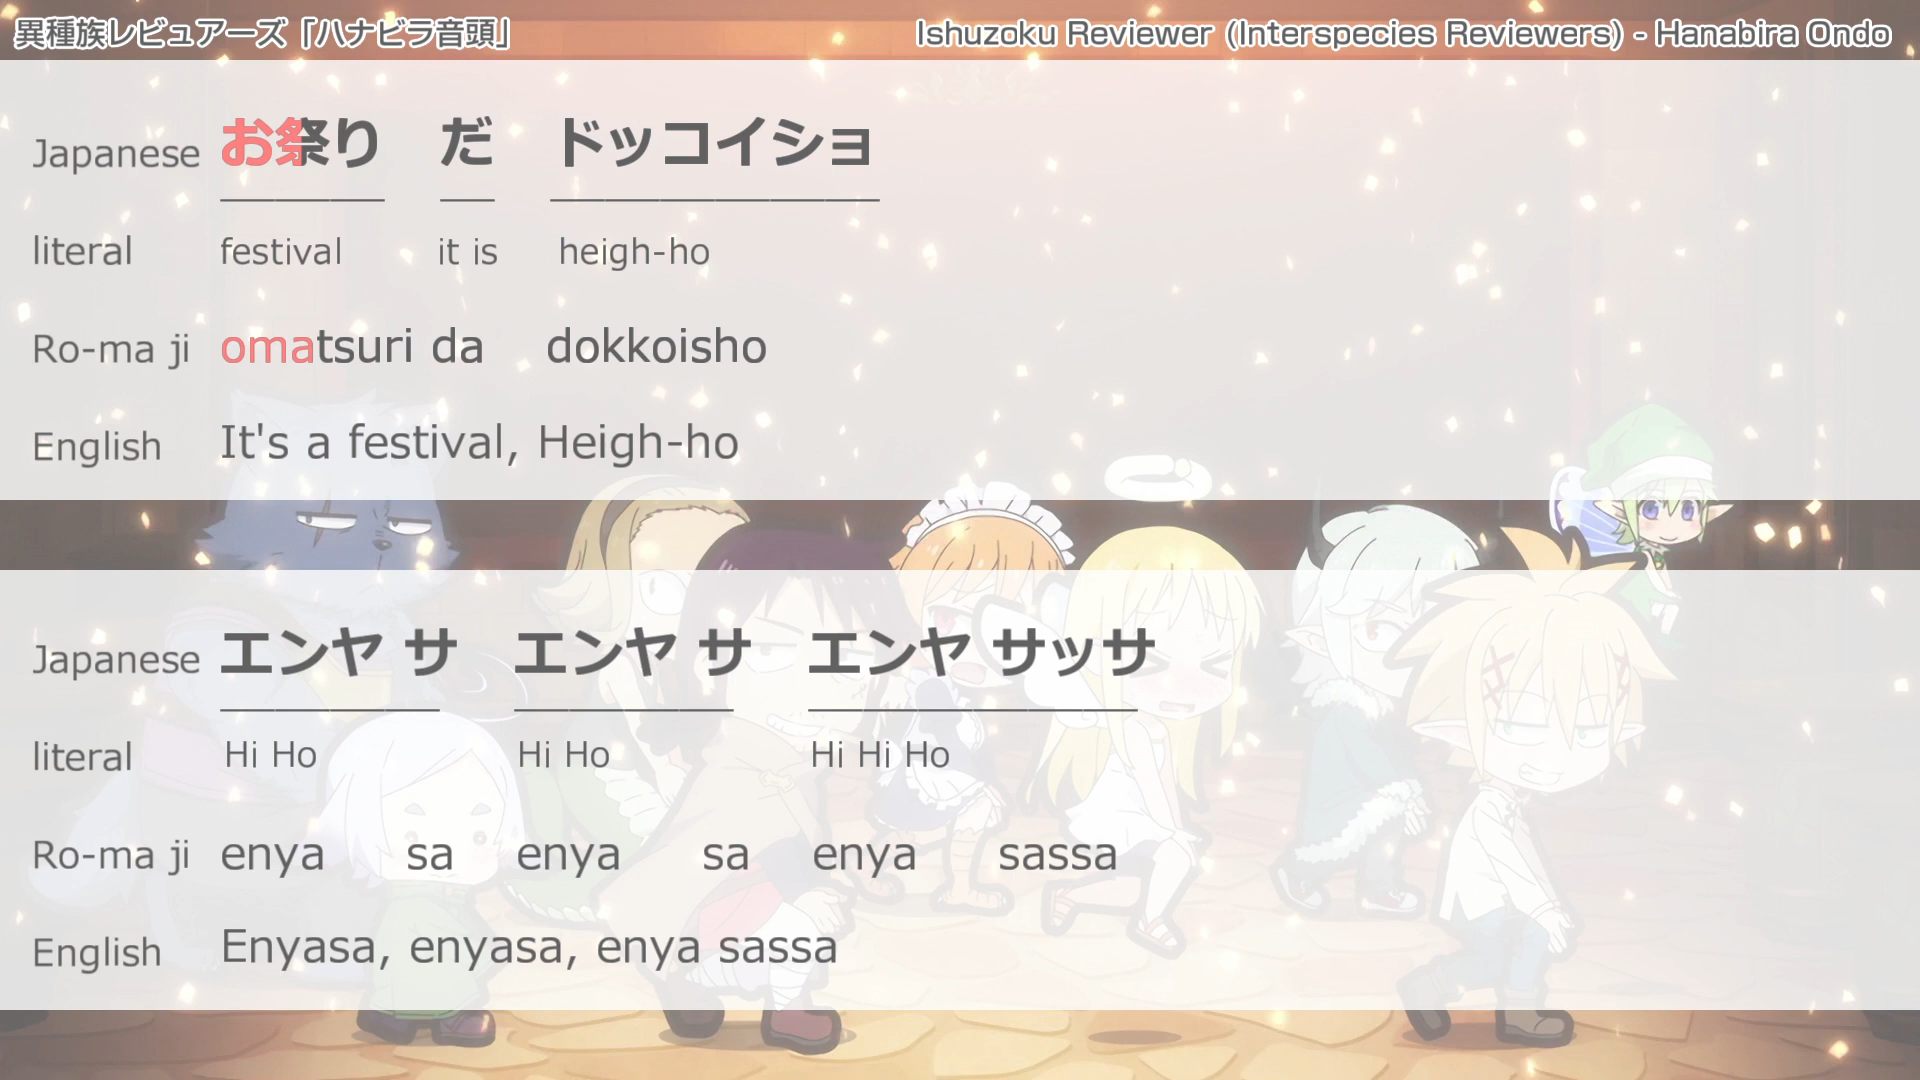 異種族レビュアーズ「ハナビラ音頭」 Ishuzoku Reviewer (Interspecies Reviewers) - Hanabira Ondo
Japanese お祭り だ ドッコイショ
literal festival it is heigh-ho
Ro-ma ji omatsuri da dokkoisho
English It's a festival, Heigh-ho
Japanese エンヤ サ エンヤ サ エンヤ サッサ
literal Hi Ho Hi Ho Hi Hi Ho
Ro-ma ji enya sa enya sa enya sassa
English Enyasa, enyasa, enya sassa